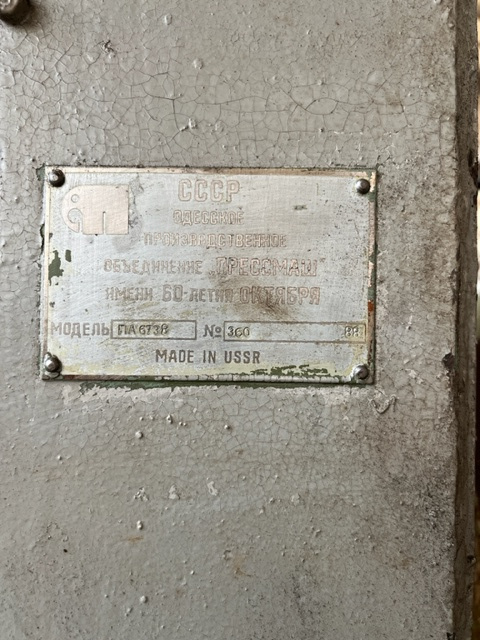 СССР
ОДЕССКОЕ
ПРОИЗВОДСТВЕННОЕ
ОБЪЕДИНЕНИЕ „ПРЕССМАШ"
ИМЕНИ 60-ЛЕТИЯ ОКТЯБРЯ
МОДЕЛЬ ПА6738 № 360 88
MADE IN USSR